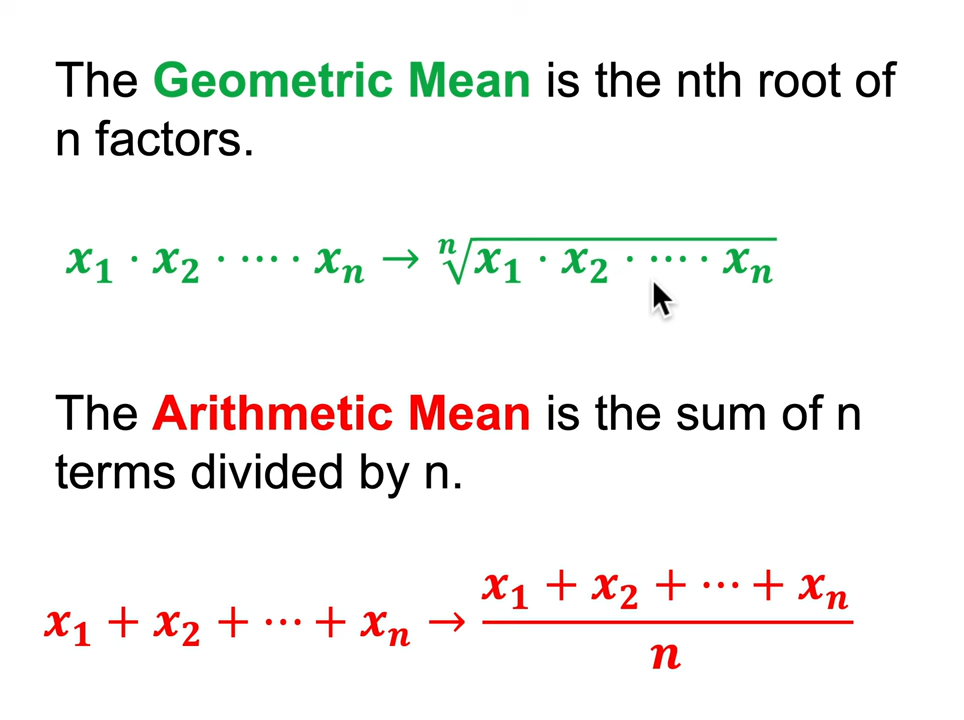 The Geometric Mean is the nth root of
n factors.
x₁ · x₂ · ⋯ · xₙ → ⁿ√(x₁ · x₂ · ⋯ · xₙ)
The Arithmetic Mean is the sum of n
terms divided by n.
x₁ + x₂ + ⋯ + xₙ → (x₁ + x₂ + ⋯ + xₙ)/n